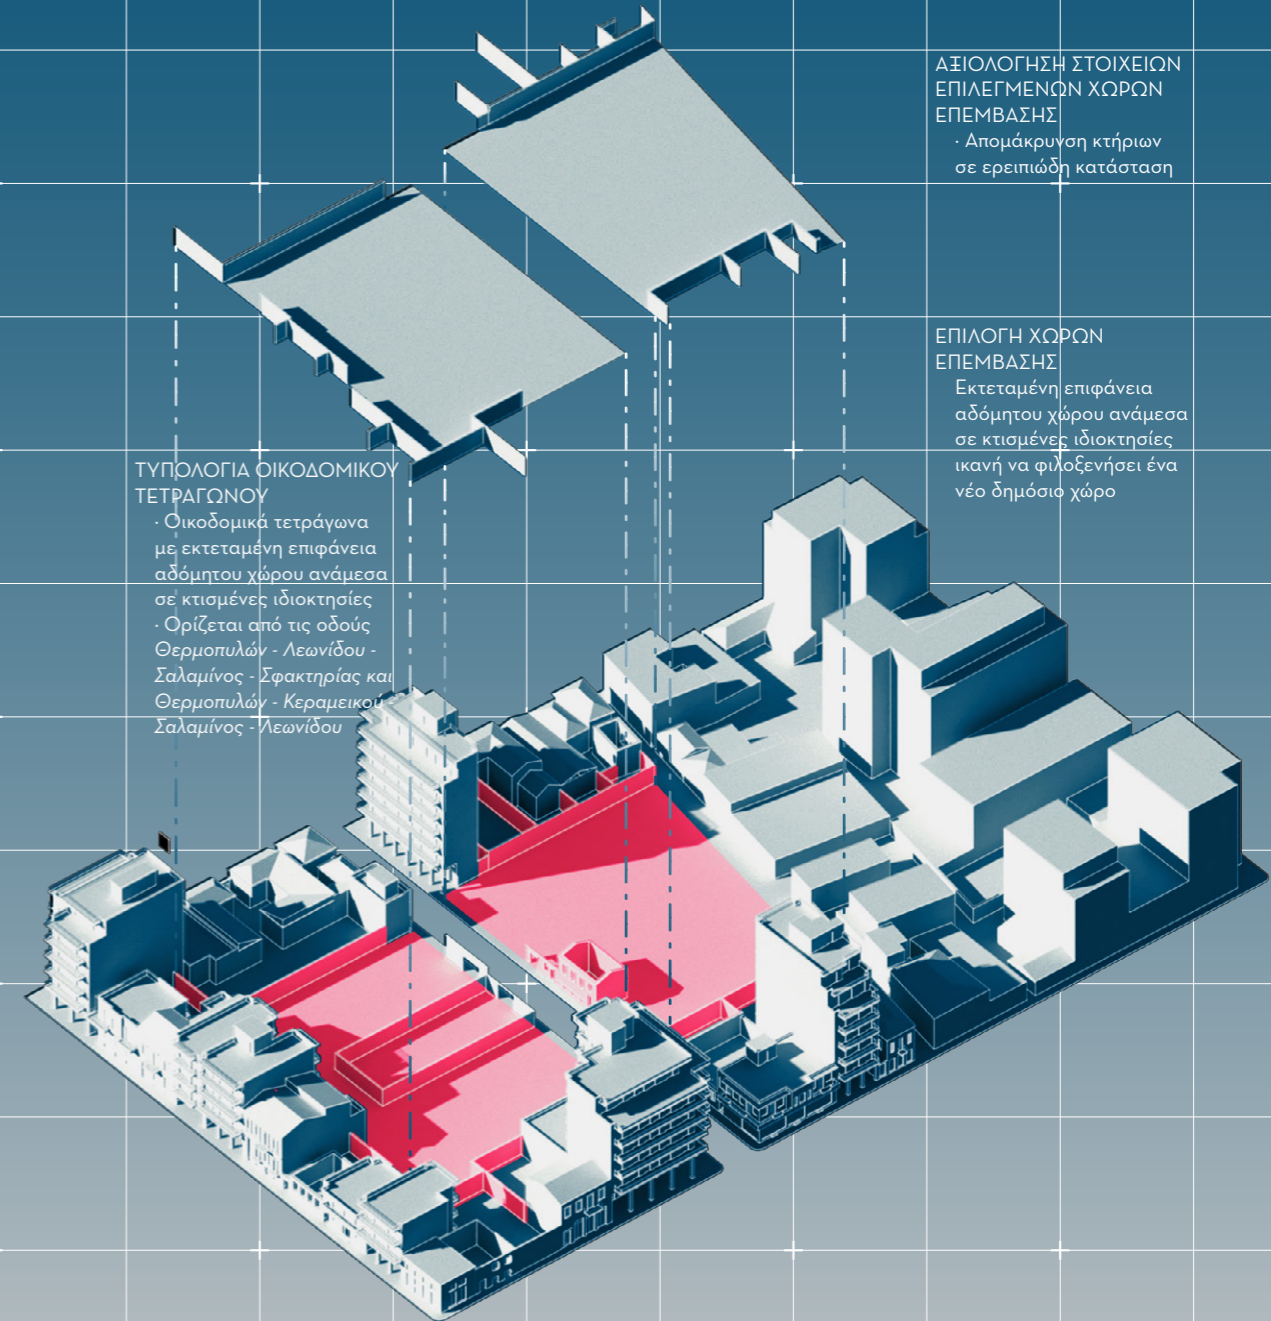 ΑΞΙΟΛΟΓΗΣΗ ΣΤΟΙΧΕΙΩΝ
ΕΠΙΛΕΓΜΕΝΩΝ ΧΩΡΩΝ
ΕΠΕΜΒΑΣΗΣ
· Απομάκρυνση κτήριων
σε ερειπιώδη κατάσταση
ΕΠΙΛΟΓΗ ΧΩΡΩΝ
ΕΠΕΜΒΑΣΗΣ
Εκτεταμένη επιφάνεια
αδόμητου χώρου ανάμεσα
σε κτισμένες ιδιοκτησίες
ικανή να φιλοξενήσει ένα
νέο δημόσιο χώρο
ΤΥΠΟΛΟΓΙΑ ΟΙΚΟΔΟΜΙΚΟΥ
ΤΕΤΡΑΓΩΝΟΥ
· Οικοδομικά τετράγωνα
με εκτεταμένη επιφάνεια
αδόμητου χώρου ανάμεσα
σε κτισμένες ιδιοκτησίες
· Ορίζεται από τις οδούς
Θερμοπυλών - Λεωνίδου -
Σαλαμίνος - Σφακτηρίας και
Θερμοπυλών - Κεραμεικού -
Σαλαμίνος - Λεωνίδου